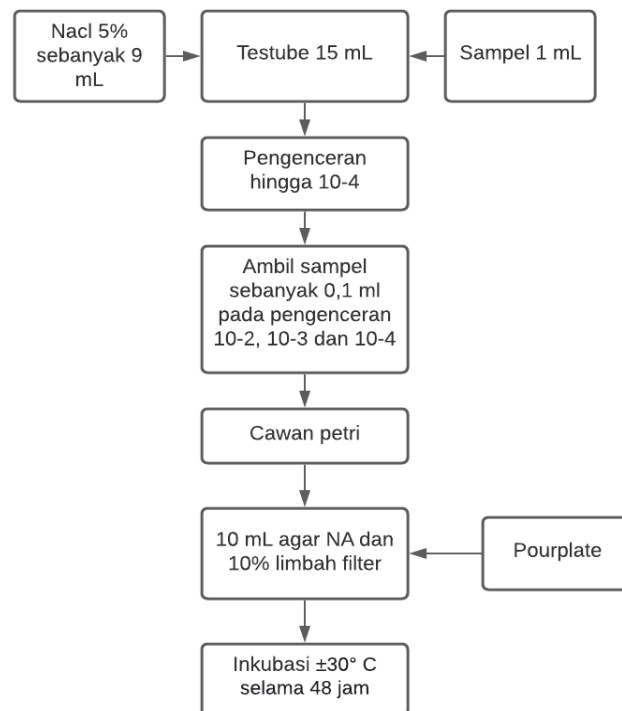 Nacl 5%
sebanyak 9
mL
Testube 15 mL
Sampel 1 mL
Pengenceran
hingga 10-4
Ambil sampel
sebanyak 0,1 ml
pada pengenceran
10-2, 10-3 dan 10-4
Cawan petri
10 mL agar NA dan
10% limbah filter
Pourplate
Inkubasi ±30° C
selama 48 jam